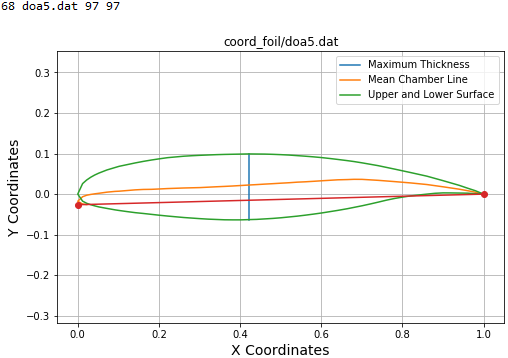 68 doa5.dat 97 97
coord_foil/doa5.dat
Maximum Thickness
Mean Chamber Line
Upper and Lower Surface
Y Coordinates
0.3
0.2
0.1
0.0
−0.1
−0.2
−0.3
0.0 0.2 0.4 0.6 0.8 1.0
X Coordinates